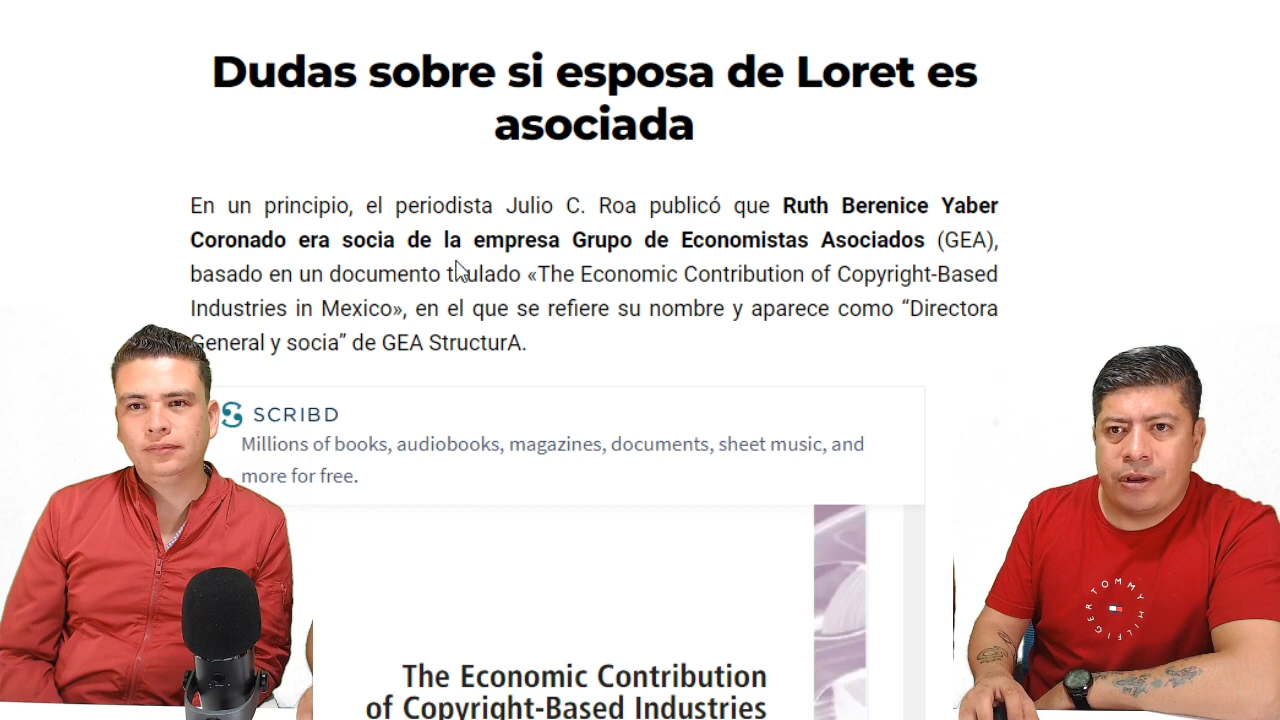 Dudas sobre si esposa de Loret es
asociada
En un principio, el periodista Julio C. Roa publicó que Ruth Berenice Yaber
Coronado era socia de la empresa Grupo de Economistas Asociados (GEA),
basado en un documento titulado «The Economic Contribution of Copyright-Based
Industries in Mexico», en el que se refiere su nombre y aparece como “Directora
General y socia” de GEA StructurA.
SCRIBD
Millions of books, audiobooks, magazines, documents, sheet music, and
more for free.
The Economic Contribution
of Copyright-Based Industries
TOMMY HILFIGER